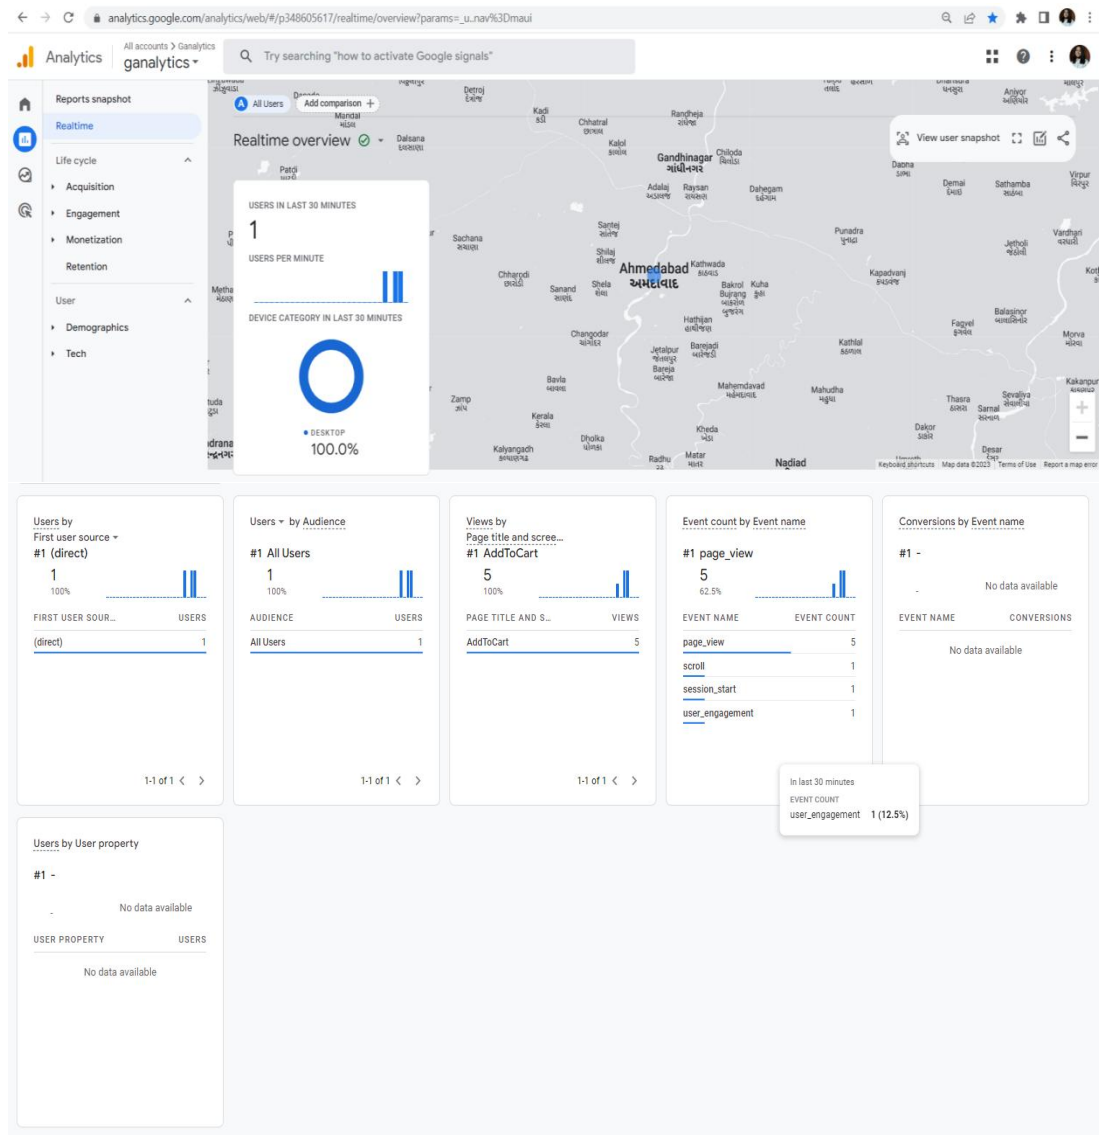 analytics.google.com/analytics/web/#/p348605617/realtime/overview?params=_u..nav%3Dmaui
Analytics
All accounts > Ganalytics
ganalytics
Try searching "how to activate Google signals"
Reports snapshot
Realtime
Life cycle
Acquisition
Engagement
Monetization
Retention
User
Demographics
Tech
A All Users
Add comparison +
Realtime overview
View user snapshot
USERS IN LAST 30 MINUTES
1
USERS PER MINUTE
DEVICE CATEGORY IN LAST 30 MINUTES
DESKTOP
100.0%
Detroj
Mandal
Dalsana
Patdi
Kadi
Chhatral
Kalol
Randheja
Gandhinagar
ગાંધીનગર
Chiloda
Adalaj
Raysan
Dahegam
Santej
Shilaj
Sachana
Chharodi
Sanand
Shela
Ahmedabad
અમદાવાદ
Kathwada
Bakrol
Bujrang
Kuha
Hathijan
Changodar
Jetalpur
Barejadi
Bareja
Bavla
Zamp
Kerala
Dholka
Kalyangadh
Radhu
Matar
Kheda
Mahemdavad
Mahudha
Nadiad
Kathlal
Punadra
Kapadvanj
Demai
Sathamba
Virpur
Vardhari
Jetholi
Balasinor
Fagvel
Morva
Thasra
Sarnal
Sevaliya
Dakor
Desar
Aniyor
Kakanpur
Keyboard shortcuts
Map data ©2023
Terms of Use
Report a map error
Users by
First user source
#1 (direct)
1
100%
FIRST USER SOUR... USERS
(direct) 1
1-1 of 1
Users by Audience
#1 All Users
1
100%
AUDIENCE USERS
All Users 1
1-1 of 1
Views by
Page title and scree...
#1 AddToCart
5
100%
PAGE TITLE AND S... VIEWS
AddToCart 5
1-1 of 1
Event count by Event name
#1 page_view
5
62.5%
EVENT NAME EVENT COUNT
page_view 5
scroll 1
session_start 1
user_engagement 1
In last 30 minutes
EVENT COUNT
user_engagement 1 (12.5%)
Conversions by Event name
#1 -
-
No data available
EVENT NAME CONVERSIONS
No data available
Users by User property
#1 -
-
No data available
USER PROPERTY USERS
No data available